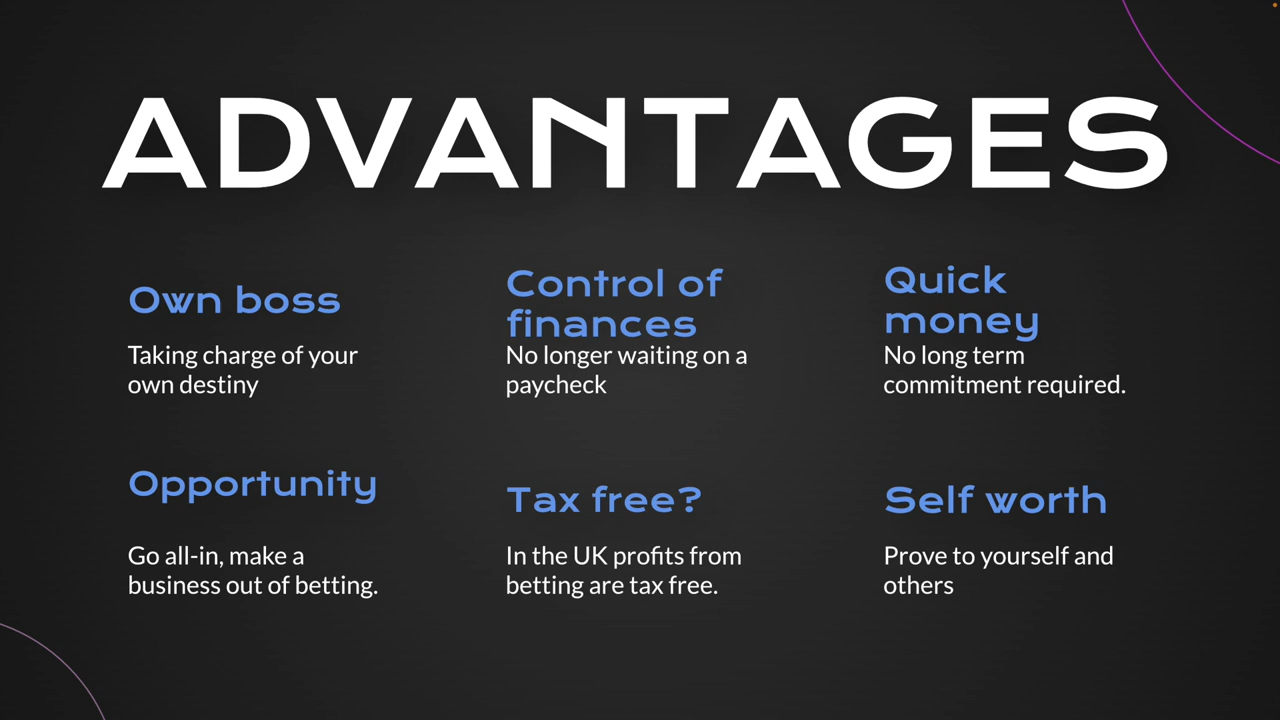 ADVANTAGES
Own boss
Taking charge of your
own destiny
Control of
finances
No longer waiting on a
paycheck
Quick
money
No long term
commitment required.
Opportunity
Go all-in, make a
business out of betting.
Tax free?
In the UK profits from
betting are tax free.
Self worth
Prove to yourself and
others